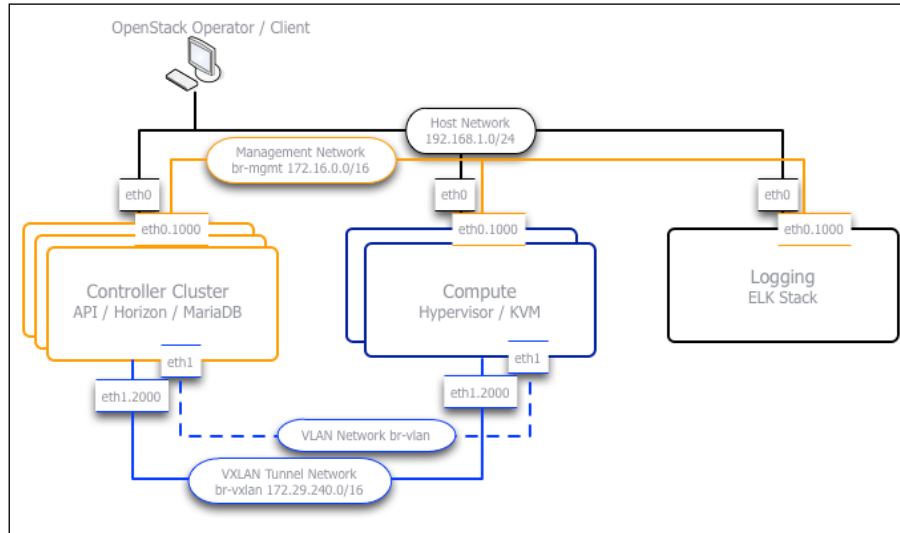 OpenStack Operator / Client
Host Network
192.168.1.0/24
Management Network
br-mgmt 172.16.0.0/16
eth0
eth0
eth0
eth0.1000
eth0.1000
eth0.1000
Controller Cluster
API / Horizon / MariaDB
Compute
Hypervisor / KVM
Logging
ELK Stack
eth1
eth1
eth1.2000
eth1.2000
VLAN Network br-vlan
VXLAN Tunnel Network
br-vxlan 172.29.240.0/16